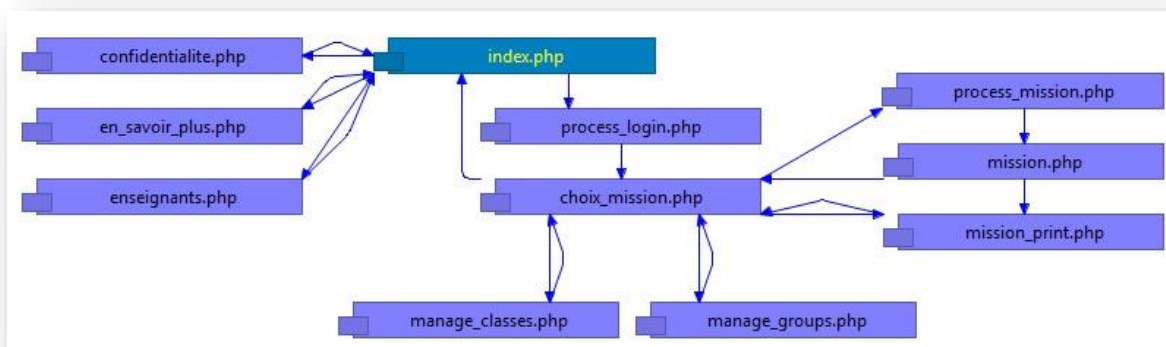 confidentialite.php
index.php
process_mission.php
en_savoir_plus.php
process_login.php
mission.php
enseignants.php
choix_mission.php
mission_print.php
manage_classes.php
manage_groups.php